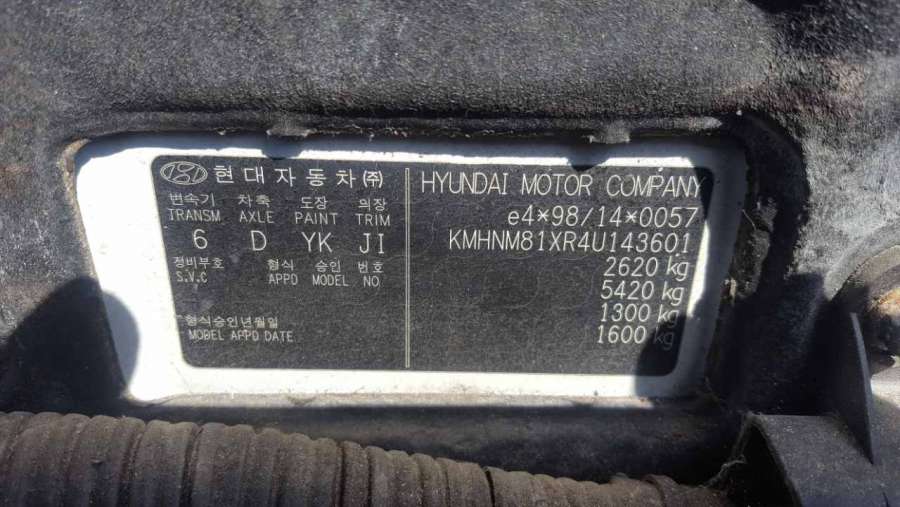 현대자동차㈜
변속기 차축 도장 의장
TRANSM AXLE PAINT TRIM
6 D YK JI
정비부호 형식 승인 번호
S.V.C APPD MODEL NO
형식승인년월일
MODEL APPD DATE
HYUNDAI MOTOR COMPANY
e4*98/14*0057
KMHNM81XR4U143601
2620 kg
5420 kg
1300 kg
1600 kg